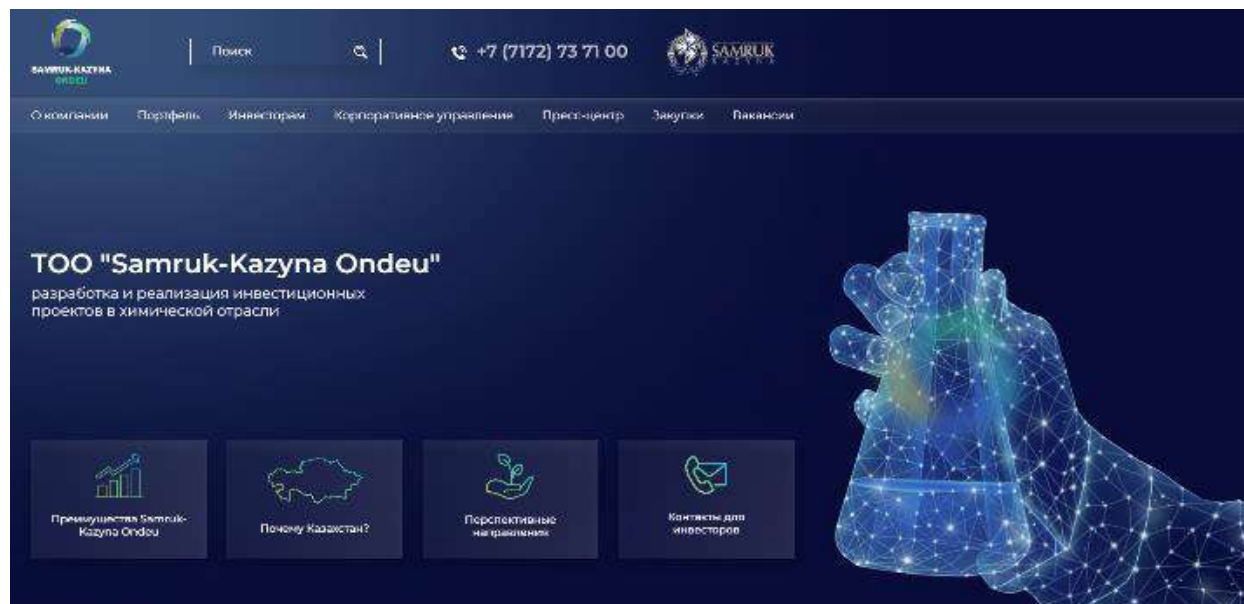 SAMRUK-KAZYNA
ONDEU
Поиск
+7 (7172) 73 71 00
SAMRUK
KAZYNA
О компании Портфель Инвесторам Корпоративное управление Пресс-центр Закупки Вакансии
ТОО "Samruk-Kazyna Ondeu"
разработка и реализация инвестиционных
проектов в химической отрасли
Преимущества Samruk-
Kazyna Ondeu
Почему Казахстан?
Перспективные
направления
Контакты для
инвесторов